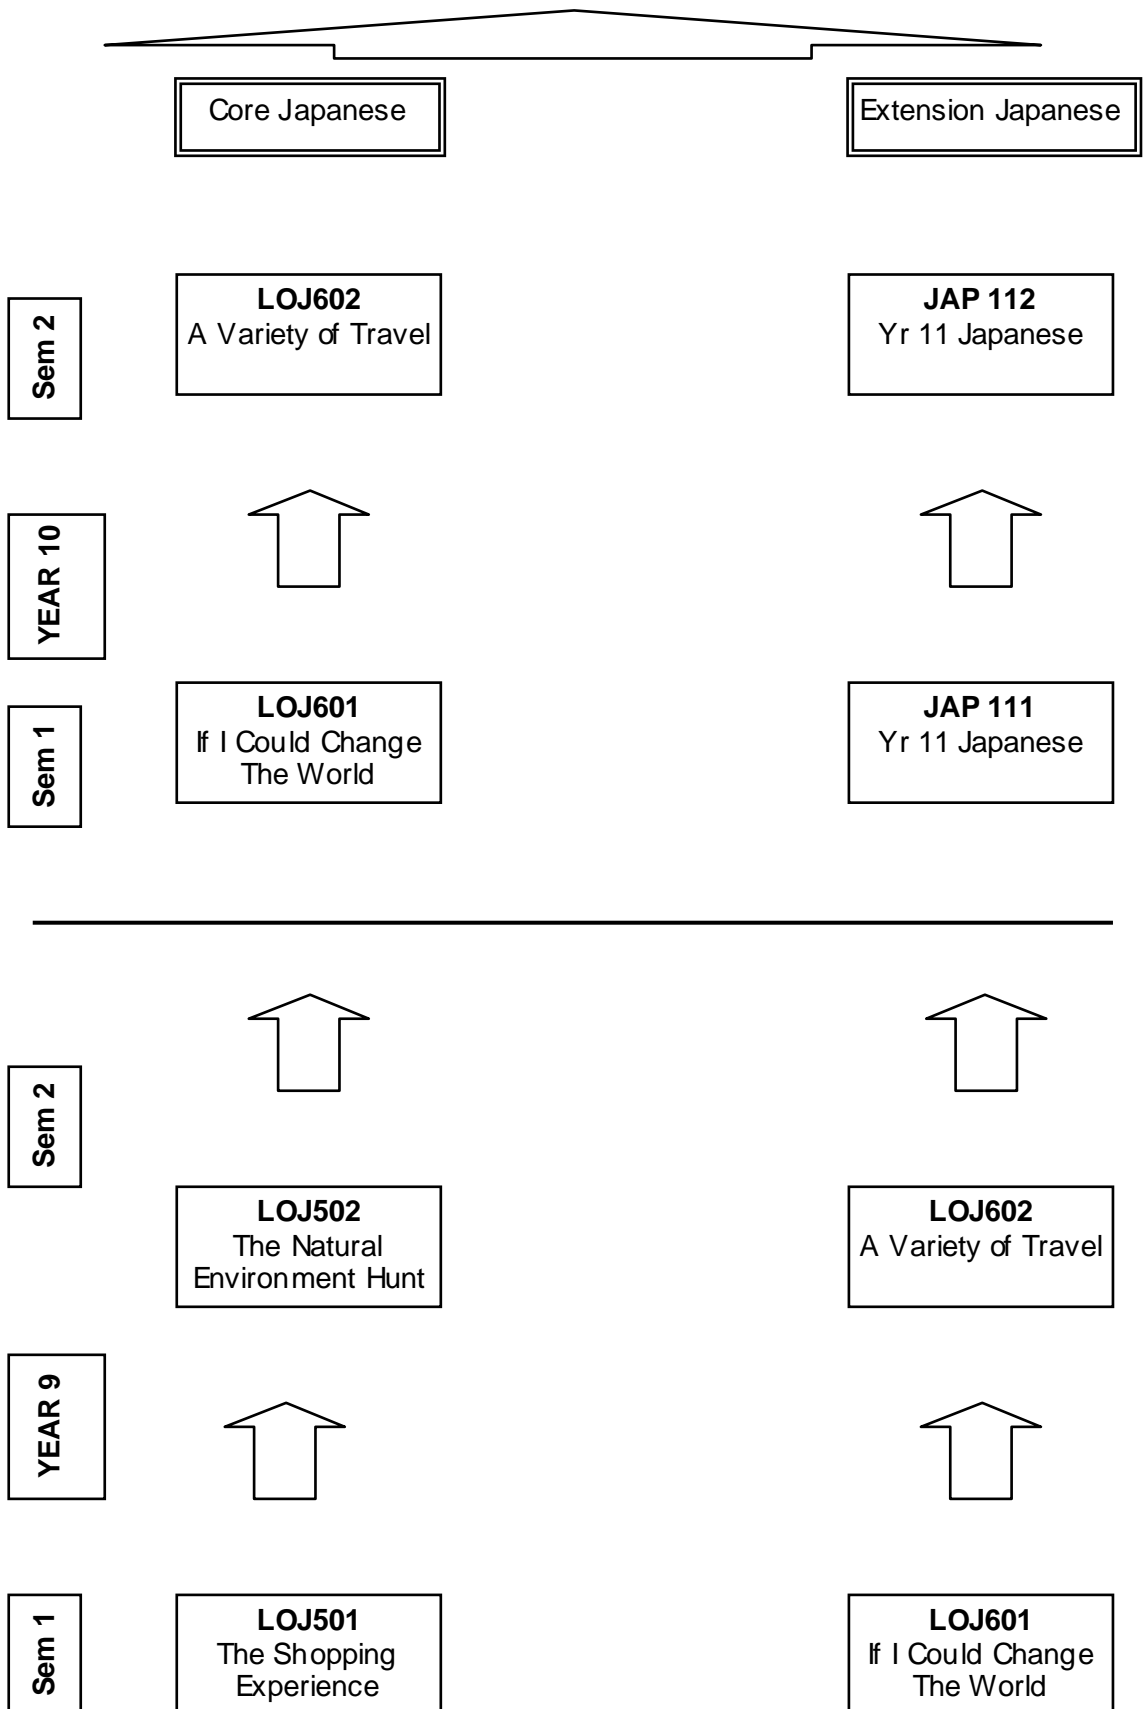 Core Japanese
Extension Japanese
Sem 2
LOJ602
A Variety of Travel
JAP 112
Yr 11 Japanese
YEAR 10
Sem 1
LOJ601
If I Could Change
The World
JAP 111
Yr 11 Japanese
Sem 2
LOJ502
The Natural
Environment Hunt
LOJ602
A Variety of Travel
YEAR 9
Sem 1
LOJ501
The Shopping
Experience
LOJ601
If I Could Change
The World